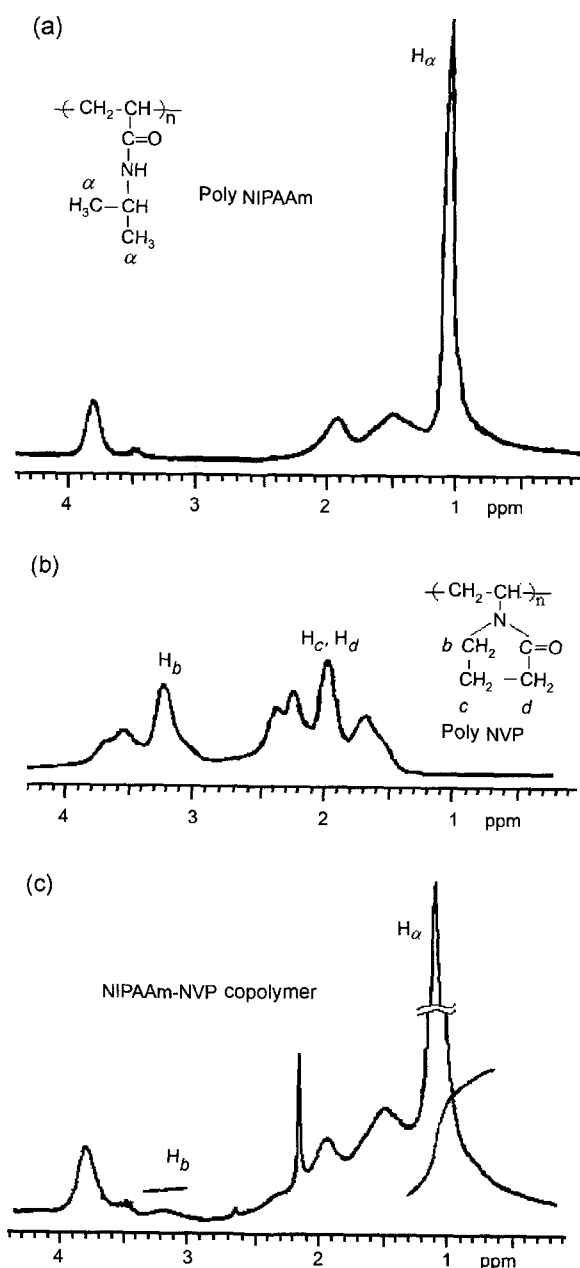 (a)
Hα
—( CH₂-CH )—n
C=O
NH
α
H₃C—CH
CH₃
α
Poly NIPAAm
4 3 2 1 ppm
(b)
—( CH₂-CH )—n
N
b CH₂ C=O
CH₂ —CH₂
c d
Poly NVP
Hb
Hc, Hd
4 3 2 1 ppm
(c)
Hα
NIPAAm-NVP copolymer
Hb
4 3 2 1 ppm